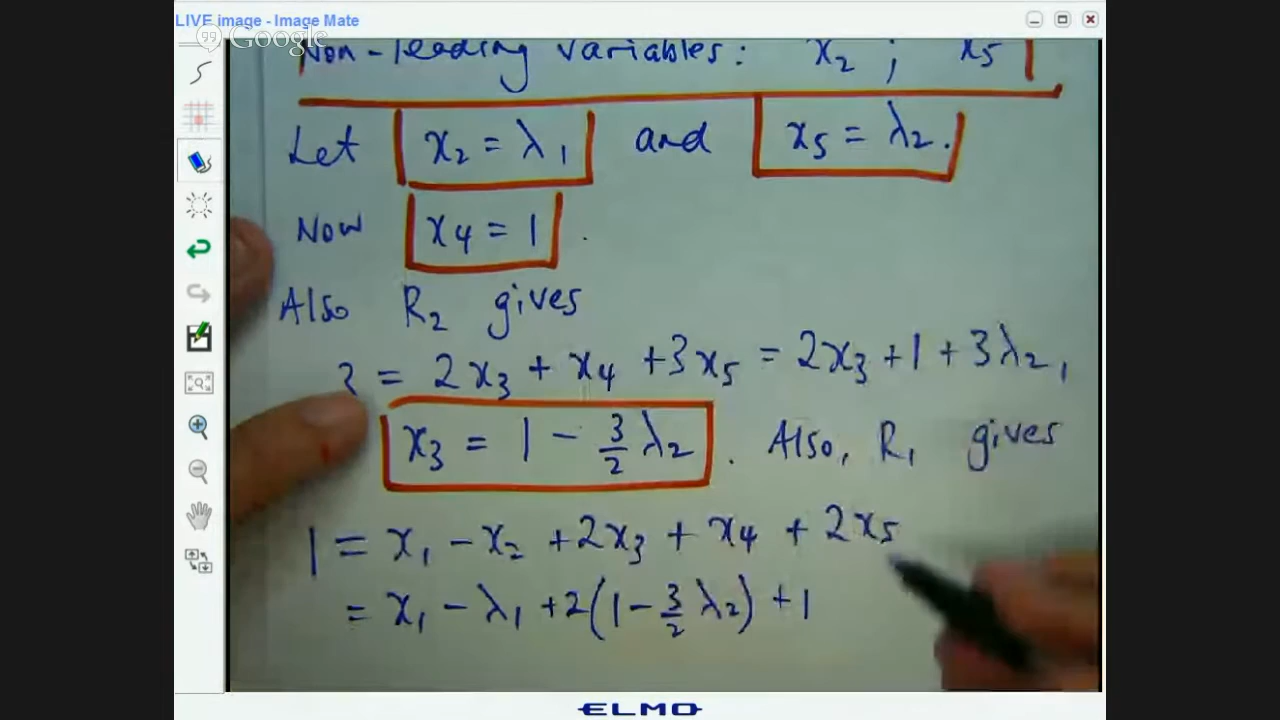 LIVE image - Image Mate
Google
Non-leading variables: x₂ ; x₅
Let x₂ = λ₁ and x₅ = λ₂.
Now x₄ = 1 .
Also R₂ gives
3 = 2x₃ + x₄ + 3x₅ = 2x₃ + 1 + 3λ₂,
x₃ = 1 - 3/2 λ₂ . Also, R₁ gives
1 = x₁ - x₂ + 2x₃ + x₄ + 2x₅
= x₁ - λ₁ + 2(1 - 3/2 λ₂) + 1
ELMO